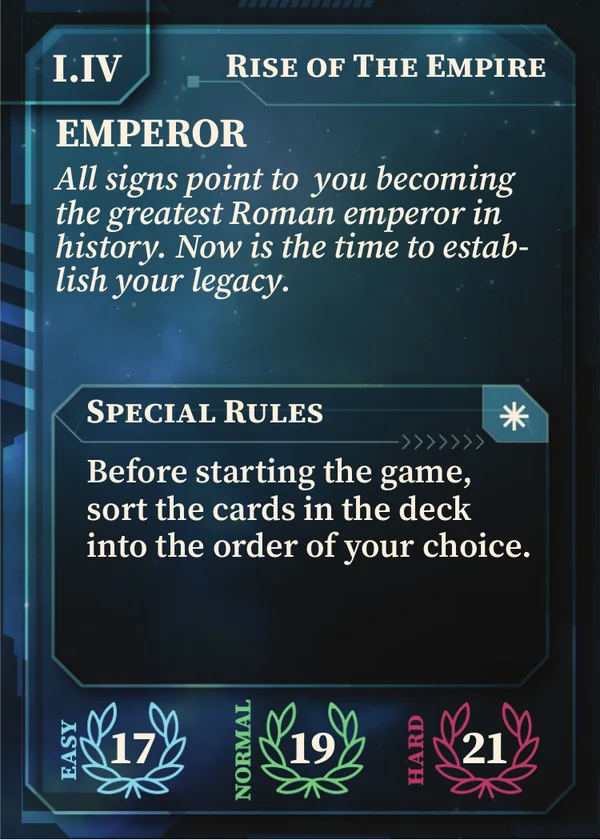 I.IV
Rise of The Empire
EMPEROR
All signs point to  you becoming
the greatest Roman emperor in
history. Now is the time to estab-
lish your legacy.
Special Rules
Before starting the game,
sort the cards in the deck
into the order of your choice.
EASY 17
NORMAL 19
HARD 21